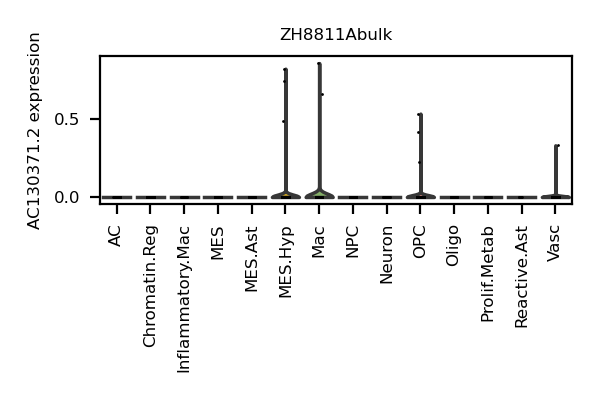 ZH8811Abulk
AC130371.2 expression
0.5
0.0
AC
Chromatin.Reg
Inflammatory.Mac
MES
MES.Ast
MES.Hyp
Mac
NPC
Neuron
OPC
Oligo
Prolif.Metab
Reactive.Ast
Vasc